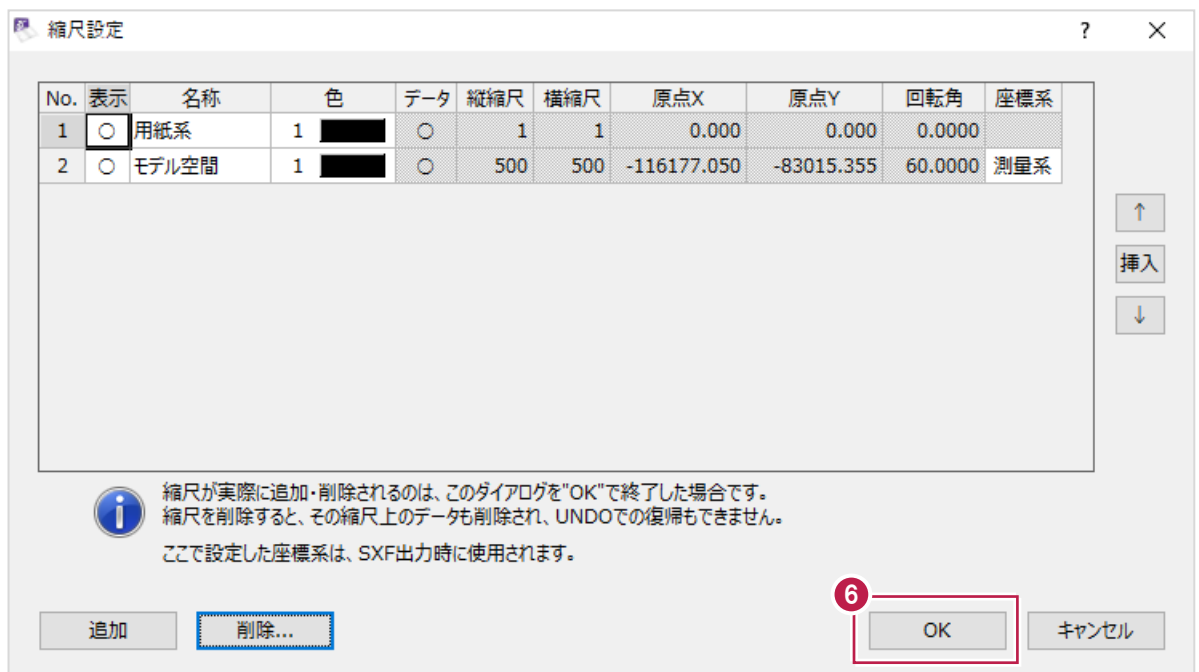 縮尺設定 ? ×
No. 表示 名称 色 データ 縦縮尺 横縮尺 原点X 原点Y 回転角 座標系
1 ○ 用紙系 1 ○ 1 1 0.000 0.000 0.0000
2 ○ モデル空間 1 ○ 500 500 -116177.050 -83015.355 60.0000 測量系
↑
挿入
↓
縮尺が実際に追加・削除されるのは、このダイアログを"OK"で終了した場合です。
縮尺を削除すると、その縮尺上のデータも削除され、UNDOでの復帰もできません。
ここで設定した座標系は、SXF出力時に使用されます。
6
追加 削除... OK キャンセル